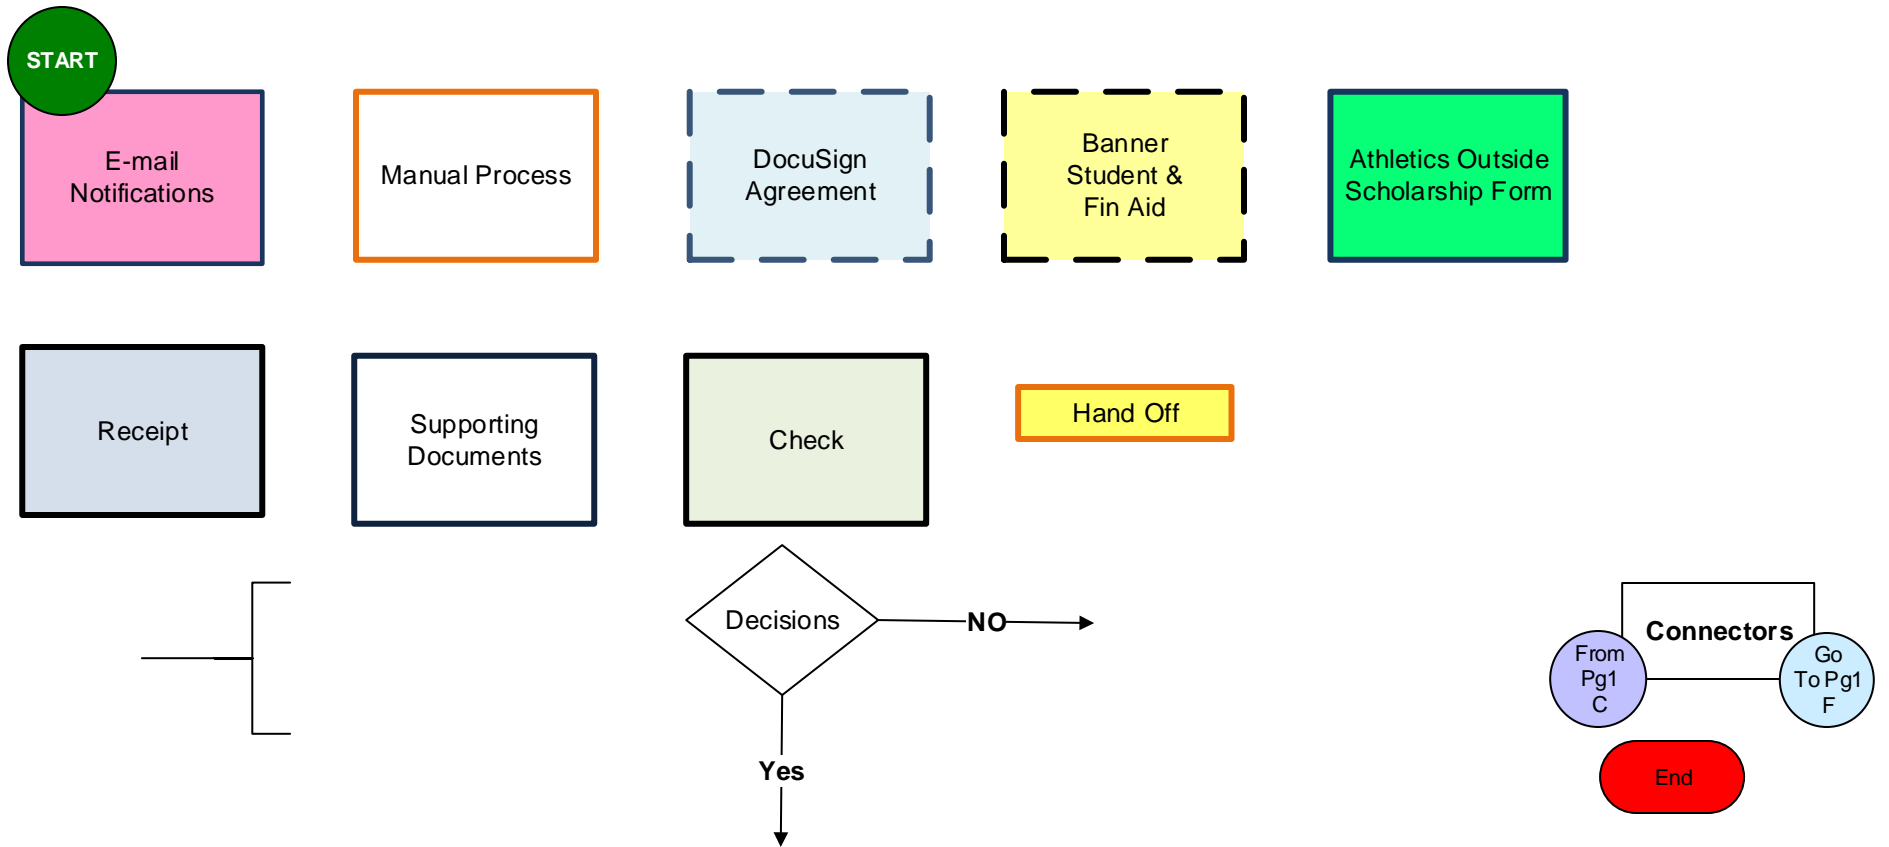 START
E-mail
Notifications
Manual Process
DocuSign
Agreement
Banner
Student &
Fin Aid
Athletics Outside
Scholarship Form
Receipt
Supporting
Documents
Check
Hand Off
Decisions
NO
Yes
Connectors
From
Pg1
C
Go
To Pg1
F
End